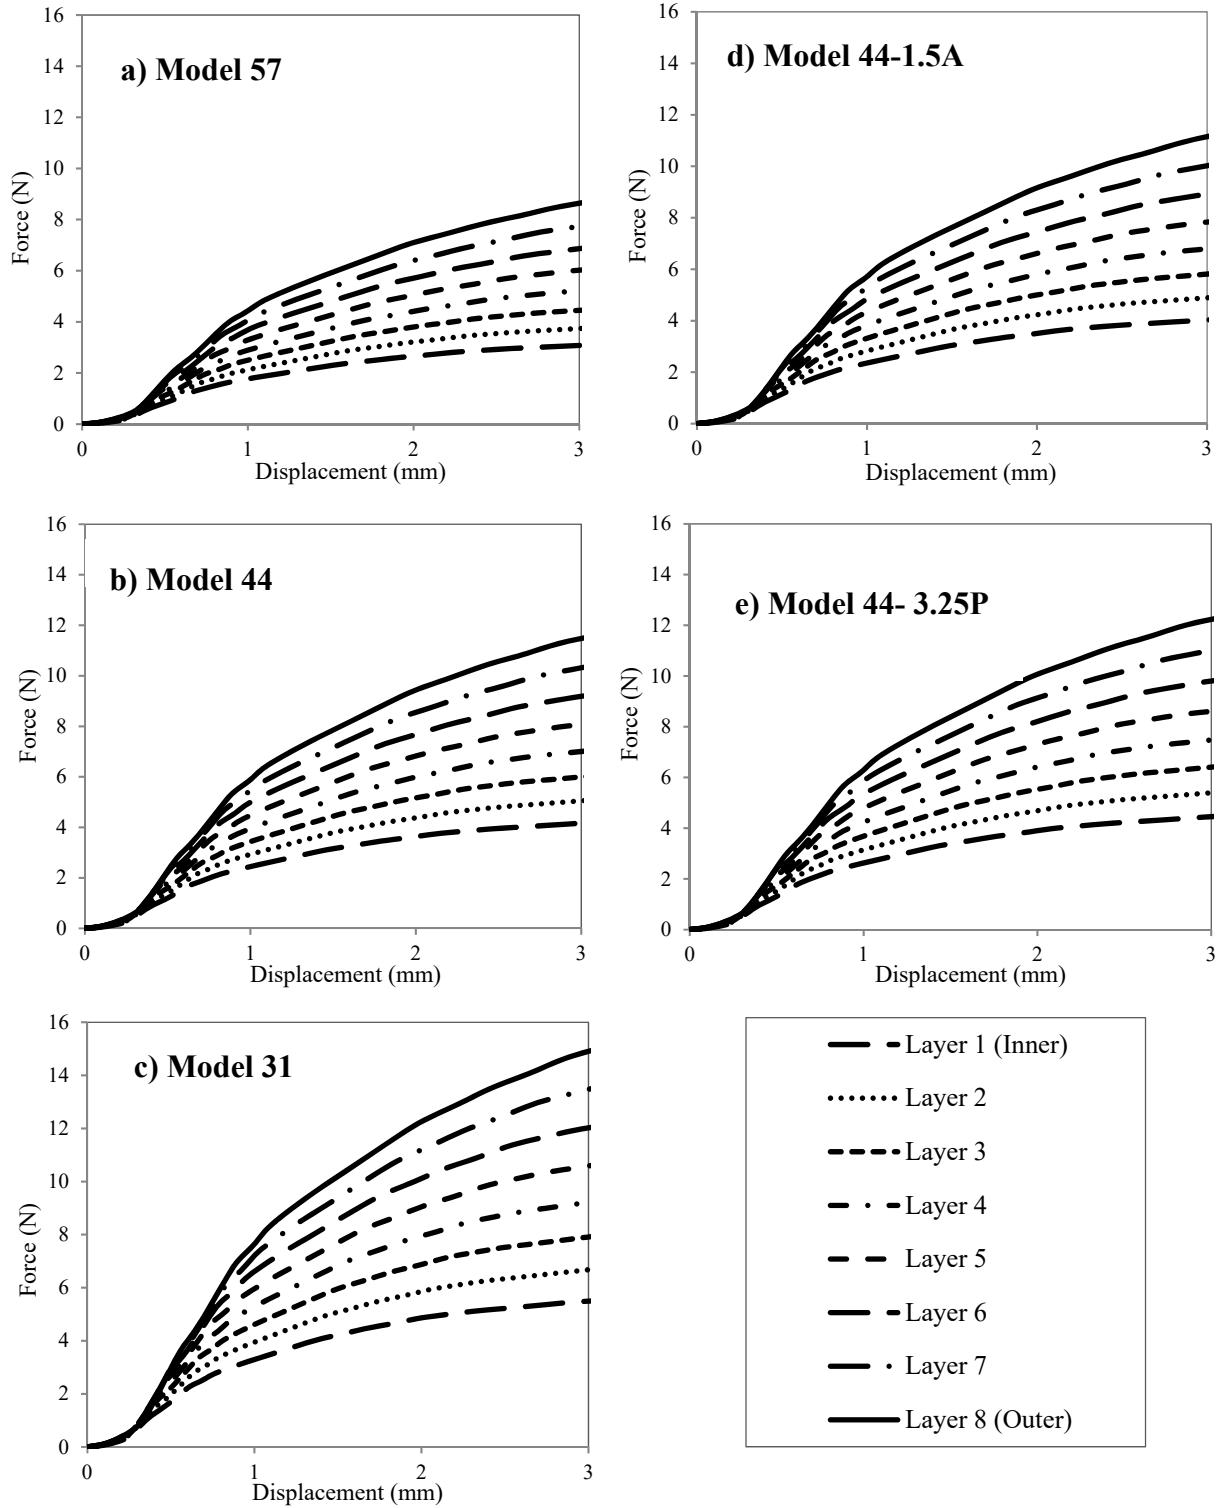 a) Model 57
16
14
12
10
8
6
4
2
0
Force (N)
0 1 2 3
Displacement (mm)
d) Model 44-1.5A
16
14
12
10
8
6
4
2
0
Force (N)
0 1 2 3
Displacement (mm)
b) Model 44
16
14
12
10
8
6
4
2
0
Force (N)
0 1 2 3
Displacement (mm)
e) Model 44- 3.25P
16
14
12
10
8
6
4
2
0
Force (N)
0 1 2 3
Displacement (mm)
c) Model 31
16
14
12
10
8
6
4
2
0
Force (N)
0 1 2 3
Displacement (mm)
Layer 1 (Inner)
Layer 2
Layer 3
Layer 4
Layer 5
Layer 6
Layer 7
Layer 8 (Outer)